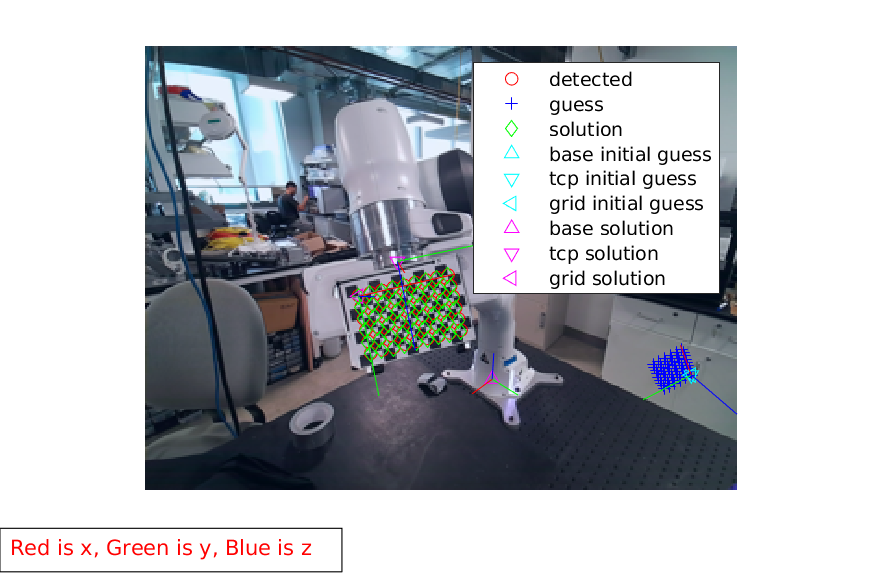 detected
guess
solution
base initial guess
tcp initial guess
grid initial guess
base solution
tcp solution
grid solution
Red is x, Green is y, Blue is z